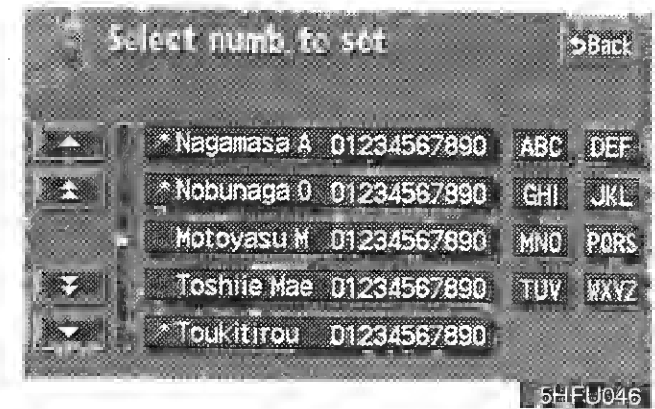 Select numb. to set
Back
Nagamasa A 01234567890 ABC DEF
Nobunaga O 01234567890 GHI JKL
Motoyasu M 01234567890 MNO PQRS
Toshiie Mae 01234567890 TUV WXYZ
Toukitirou 01234567890
5HFU046